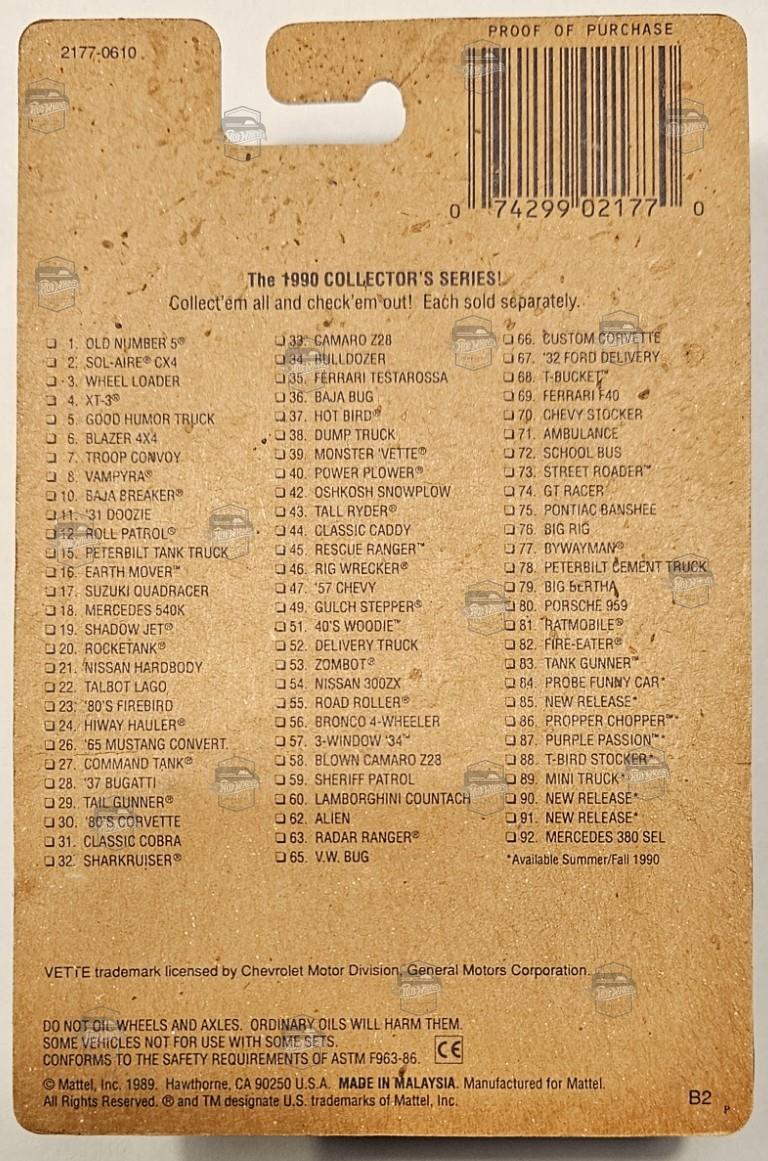 2177-0610
PROOF OF PURCHASE
0 74299 02177 0
The 1990 COLLECTOR'S SERIES!
Collect'em all and check'em out! Each sold separately.
❏ 1. OLD NUMBER 5®
❏ 2. SOL-AIRE® CX4
❏ 3. WHEEL LOADER
❏ 4. XT-3®
❏ 5. GOOD HUMOR TRUCK
❏ 6. BLAZER 4X4
❏ 7. TROOP CONVOY
❏ 8. VAMPYRA®
❏ 10. BAJA BREAKER®
❏ 11. '31 DOOZIE
❏ 12. ROLL PATROL®
❏ 15. PETERBILT TANK TRUCK
❏ 16. EARTH MOVER™
❏ 17. SUZUKI QUADRACER
❏ 18. MERCEDES 540K
❏ 19. SHADOW JET®
❏ 20. ROCKETANK®
❏ 21. NISSAN HARDBODY
❏ 22. TALBOT LAGO
❏ 23. '80'S FIREBIRD
❏ 24. HIWAY HAULER®
❏ 26. '65 MUSTANG CONVERT.
❏ 27. COMMAND TANK®
❏ 28. '37 BUGATTI
❏ 29. TAIL GUNNER®
❏ 30. '80'S CORVETTE
❏ 31. CLASSIC COBRA
❏ 32. SHARKRUISER®
❏ 33. CAMARO Z28
❏ 34. BULLDOZER
❏ 35. FERRARI TESTAROSSA
❏ 36. BAJA BUG
❏ 37. HOT BIRD®
❏ 38. DUMP TRUCK
❏ 39. MONSTER 'VETTE®
❏ 40. POWER PLOWER®
❏ 42. OSHKOSH SNOWPLOW
❏ 43. TALL RYDER®
❏ 44. CLASSIC CADDY
❏ 45. RESCUE RANGER™
❏ 46. RIG WRECKER®
❏ 47. '57 CHEVY
❏ 49. GULCH STEPPER®
❏ 51. 40'S WOODIE™
❏ 52. DELIVERY TRUCK
❏ 53. ZOMBOT®
❏ 54. NISSAN 300ZX
❏ 55. ROAD ROLLER®
❏ 56. BRONCO 4-WHEELER
❏ 57. 3-WINDOW '34™
❏ 58. BLOWN CAMARO Z28
❏ 59. SHERIFF PATROL
❏ 60. LAMBORGHINI COUNTACH
❏ 62. ALIEN
❏ 63. RADAR RANGER®
❏ 65. V.W. BUG
❏ 66. CUSTOM CORVETTE
❏ 67. '32 FORD DELIVERY
❏ 68. T-BUCKET™
❏ 69. FERRARI F40
❏ 70. CHEVY STOCKER
❏ 71. AMBULANCE
❏ 72. SCHOOL BUS
❏ 73. STREET ROADER™
❏ 74. GT RACER
❏ 75. PONTIAC BANSHEE
❏ 76. BIG RIG
❏ 77. BYWAYMAN®
❏ 78. PETERBILT CEMENT TRUCK
❏ 79. BIG BERTHA
❏ 80. PORSCHE 959
❏ 81. RATMOBILE®
❏ 82. FIRE-EATER®
❏ 83. TANK GUNNER™
❏ 84. PROBE FUNNY CAR*
❏ 85. NEW RELEASE*
❏ 86. PROPPER CHOPPER™*
❏ 87. PURPLE PASSION™*
❏ 88. T-BIRD STOCKER*
❏ 89. MINI TRUCK*
❏ 90. NEW RELEASE*
❏ 91. NEW RELEASE*
❏ 92. MERCEDES 380 SEL
*Available Summer/Fall 1990
VETTE trademark licensed by Chevrolet Motor Division, General Motors Corporation.
DO NOT OIL WHEELS AND AXLES. ORDINARY OILS WILL HARM THEM.
SOME VEHICLES NOT FOR USE WITH SOME SETS.
CONFORMS TO THE SAFETY REQUIREMENTS OF ASTM F963-86. CE
© Mattel, Inc. 1989. Hawthorne, CA 90250 U.S.A. MADE IN MALAYSIA. Manufactured for Mattel.
All Rights Reserved. ® and TM designate U.S. trademarks of Mattel, Inc.
B2 P